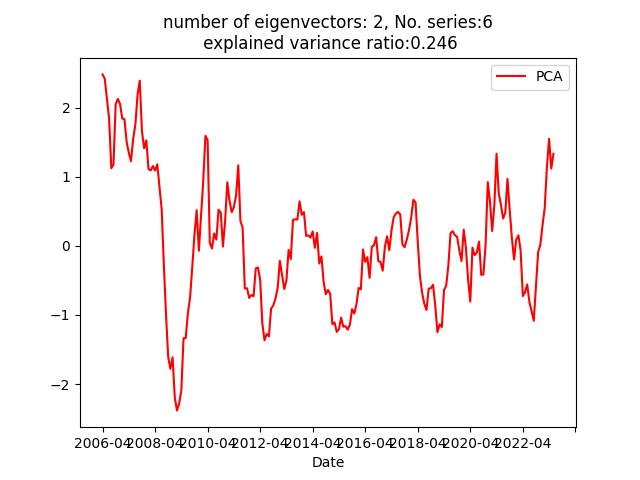 number of eigenvectors: 2, No. series:6
explained variance ratio:0.246
PCA
2
1
0
−1
−2
2006-04 2008-04 2010-04 2012-04 2014-04 2016-04 2018-04 2020-04 2022-04
Date